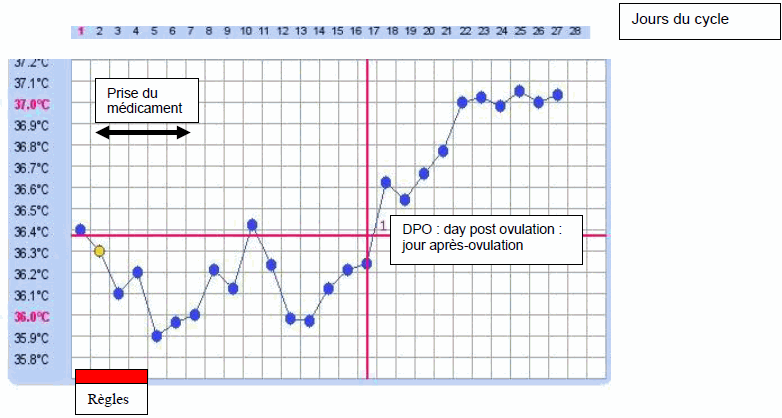 1 2 3 4 5 6 7 8 9 10 11 12 13 14 15 16 17 18 19 20 21 22 23 24 25 26 27 28
Jours du cycle
37.2°C
37.1°C
37.0°C
36.9°C
36.8°C
36.7°C
36.6°C
36.5°C
36.4°C
36.3°C
36.2°C
36.1°C
36.0°C
35.9°C
35.8°C
Prise du
médicament
1
DPO : day post ovulation :
jour après-ovulation
Règles